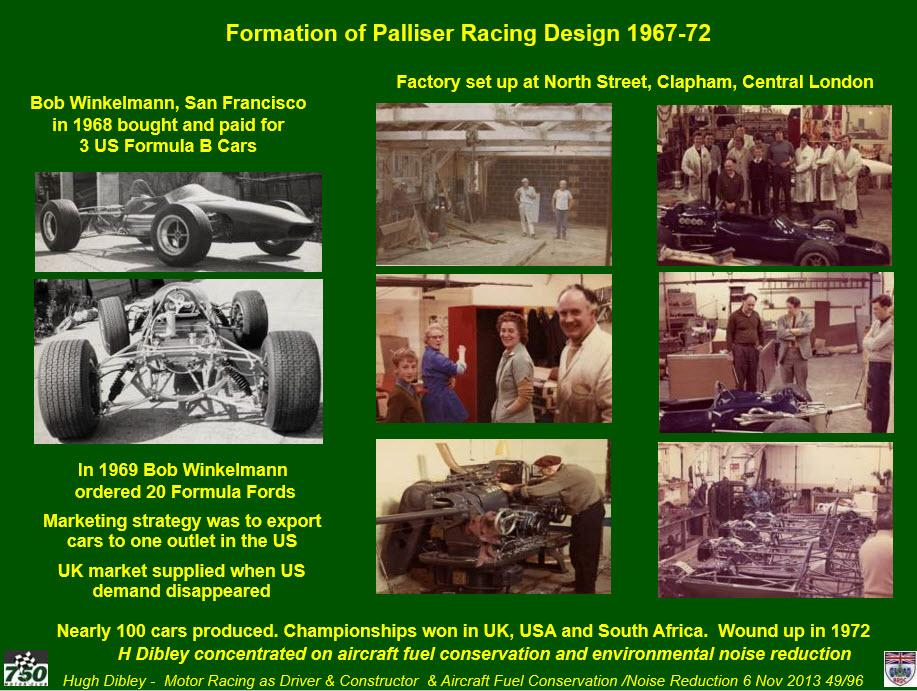 Formation of Palliser Racing Design 1967-72
Factory set up at North Street, Clapham, Central London
Bob Winkelmann, San Francisco
in 1968 bought and paid for
3 US Formula B Cars
In 1969 Bob Winkelmann
ordered 20 Formula Fords
Marketing strategy was to export
cars to one outlet in the US
UK market supplied when US
demand disappeared
Nearly 100 cars produced. Championships won in UK, USA and South Africa.  Wound up in 1972
H Dibley concentrated on aircraft fuel conservation and environmental noise reduction
750
Hugh Dibley -  Motor Racing as Driver & Constructor  & Aircraft Fuel Conservation /Noise Reduction 6 Nov 2013 49/96
BRDC